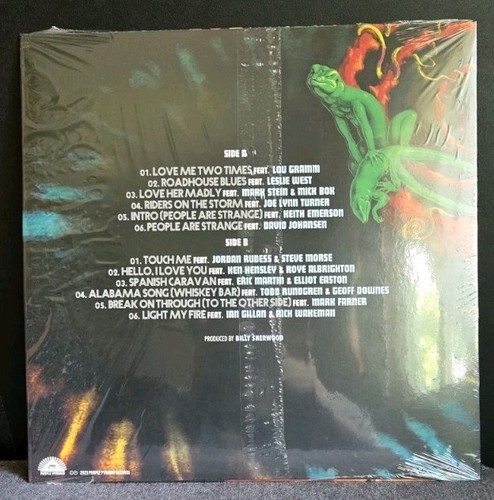 SIDE A
01. LOVE ME TWO TIMES FEAT. LOU GRAMM
02. ROADHOUSE BLUES FEAT. LESLIE WEST
03. LOVE HER MADLY FEAT. MARK STEIN & MICK BOX
04. RIDERS ON THE STORM FEAT. JOE LYNN TURNER
05. INTRO (PEOPLE ARE STRANGE) FEAT. KEITH EMERSON
06. PEOPLE ARE STRANGE FEAT. DAVID JOHANSEN
SIDE B
01. TOUCH ME FEAT. JORDAN RUDESS & STEVE MORSE
02. HELLO, I LOVE YOU FEAT. KEN HENSLEY & ROYE ALBRIGHTON
03. SPANISH CARAVAN FEAT. ERIC MARTIN & ELLIOT EASTON
04. ALABAMA SONG (WHISKEY BAR) FEAT. TODD RUNDGREN & GEOFF DOWNES
05. BREAK ON THROUGH (TO THE OTHER SIDE) FEAT. MARK FARNER
06. LIGHT MY FIRE FEAT. IAN GILLAN & RICK WAKEMAN
PRODUCED BY BILLY SHERWOOD
PURPLE PYRAMID RECORDS